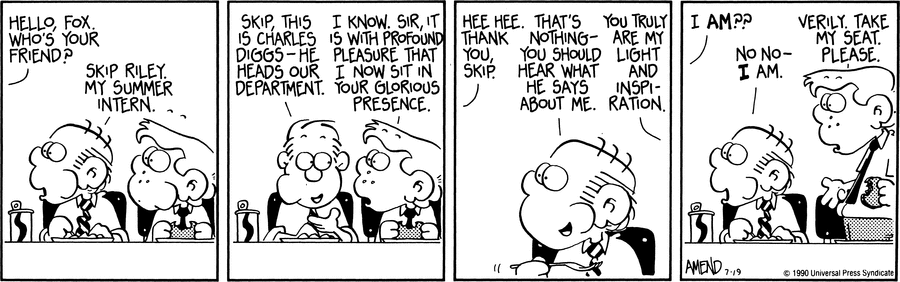 HELLO, FOX.
WHO'S YOUR
FRIEND?
SKIP RILEY.
MY SUMMER
INTERN.
SKIP, THIS
IS CHARLES
DIGGS—HE
HEADS OUR
DEPARTMENT.
I KNOW. SIR, IT
IS WITH PROFOUND
PLEASURE THAT
I NOW SIT IN
YOUR GLORIOUS
PRESENCE.
HEE HEE.
THANK
YOU,
SKIP.
THAT'S
NOTHING—
YOU SHOULD
HEAR WHAT
HE SAYS
ABOUT ME.
YOU TRULY
ARE MY
LIGHT
AND
INSPI-
RATION.
I AM??
NO NO—
I AM.
VERILY. TAKE
MY SEAT.
PLEASE.
AMEND 7-19
© 1990 Universal Press Syndicate